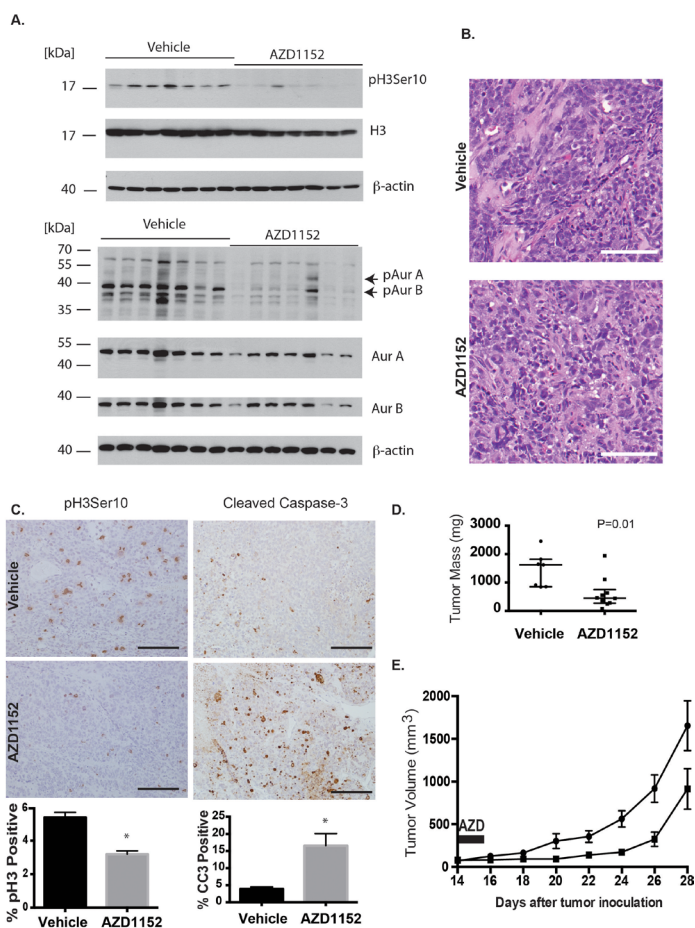 A.
Vehicle
AZD1152
[kDa]
17
pH3Ser10
17
H3
40
β-actin
Vehicle
AZD1152
[kDa]
70
55
40
35
pAur A
pAur B
55
40
Aur A
40
40
Aur B
40
β-actin
B.
Vehicle
AZD1152
C.
pH3Ser10
Cleaved Caspase-3
Vehicle
AZD1152
% pH3 Positive
6
4
2
0
*
Vehicle
AZD1152
% CC3 Positive
25
20
15
10
5
0
*
Vehicle
AZD1152
D.
Tumor Mass (mg)
3000
2000
1000
0
P=0.01
Vehicle
AZD1152
E.
Tumor Volume (mm3)
2000
1500
1000
500
0
AZD
14 16 18 20 22 24 26 28
Days after tumor inoculation